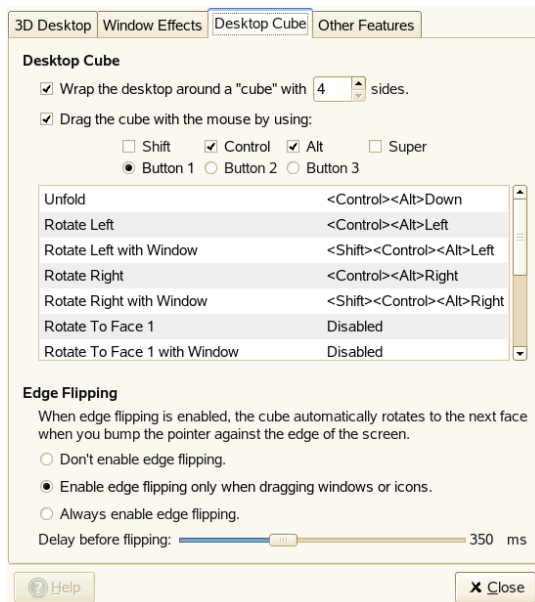 3D Desktop Window Effects Desktop Cube Other Features
Desktop Cube
Wrap the desktop around a "cube" with 4 sides.
Drag the cube with the mouse by using:
Shift Control Alt Super
Button 1 Button 2 Button 3
Unfold <Control><Alt>Down
Rotate Left <Control><Alt>Left
Rotate Left with Window <Shift><Control><Alt>Left
Rotate Right <Control><Alt>Right
Rotate Right with Window <Shift><Control><Alt>Right
Rotate To Face 1 Disabled
Rotate To Face 1 with Window Disabled
Edge Flipping
When edge flipping is enabled, the cube automatically rotates to the next face
when you bump the pointer against the edge of the screen.
Don't enable edge flipping.
Enable edge flipping only when dragging windows or icons.
Always enable edge flipping.
Delay before flipping: 350 ms
Help Close